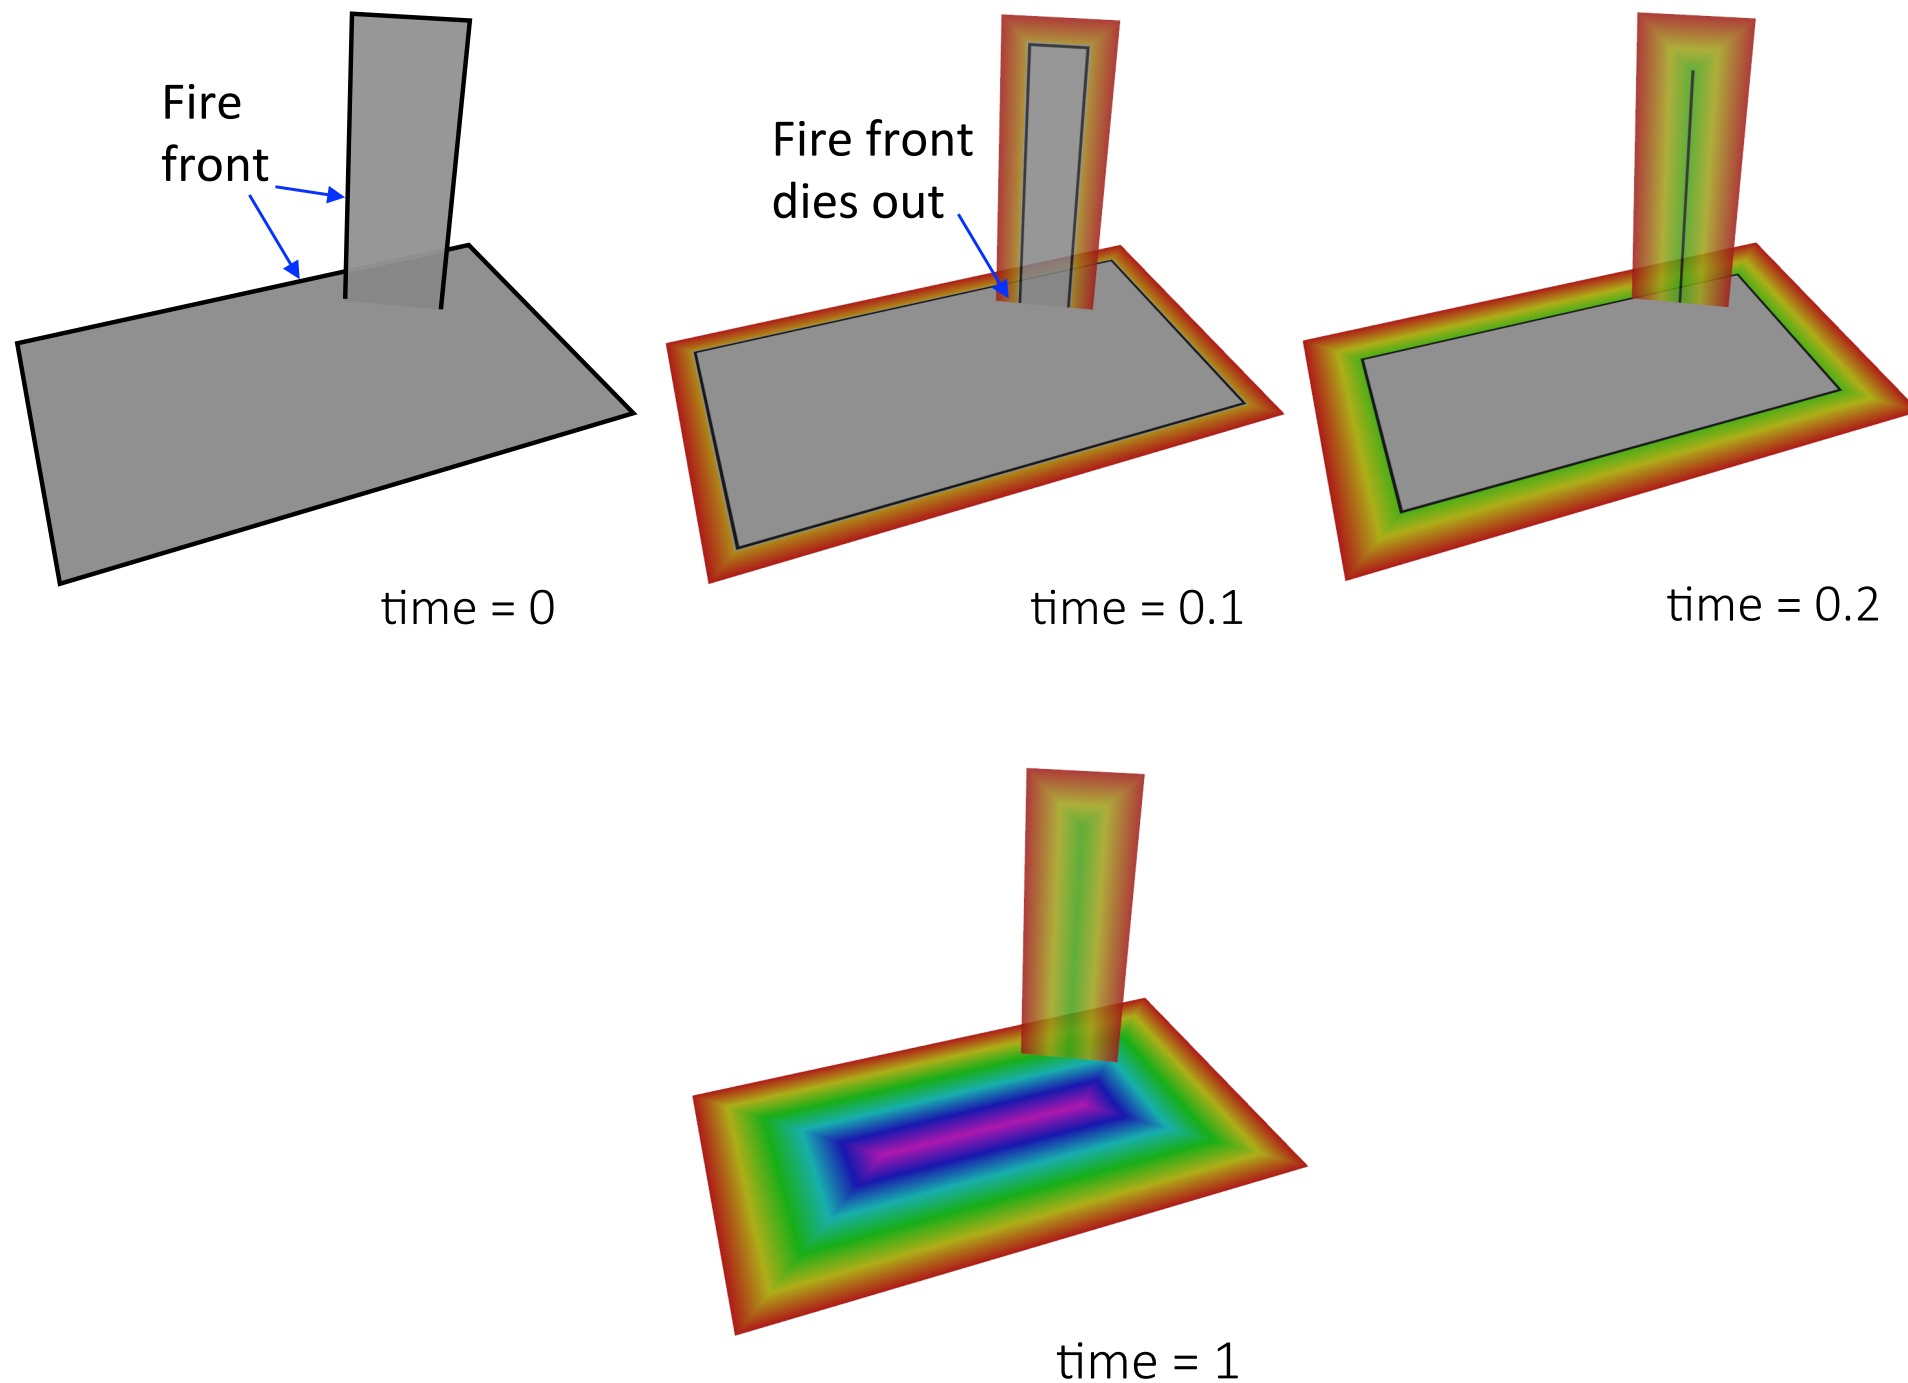 Fire
front
Fire front
dies out
time = 0
time = 0.1
time = 0.2
time = 1